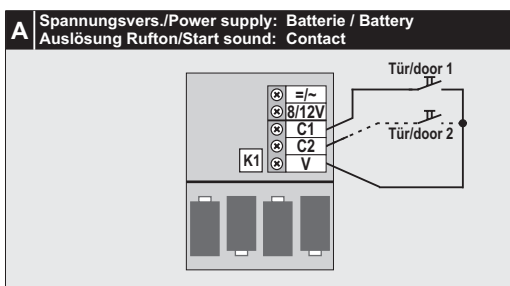 A
Spannungsvers./Power supply: Batterie / Battery
Auslösung Rufton/Start sound: Contact
Tür/door 1
=/~
8/12V
C1
Tür/door 2
C2
K1
V